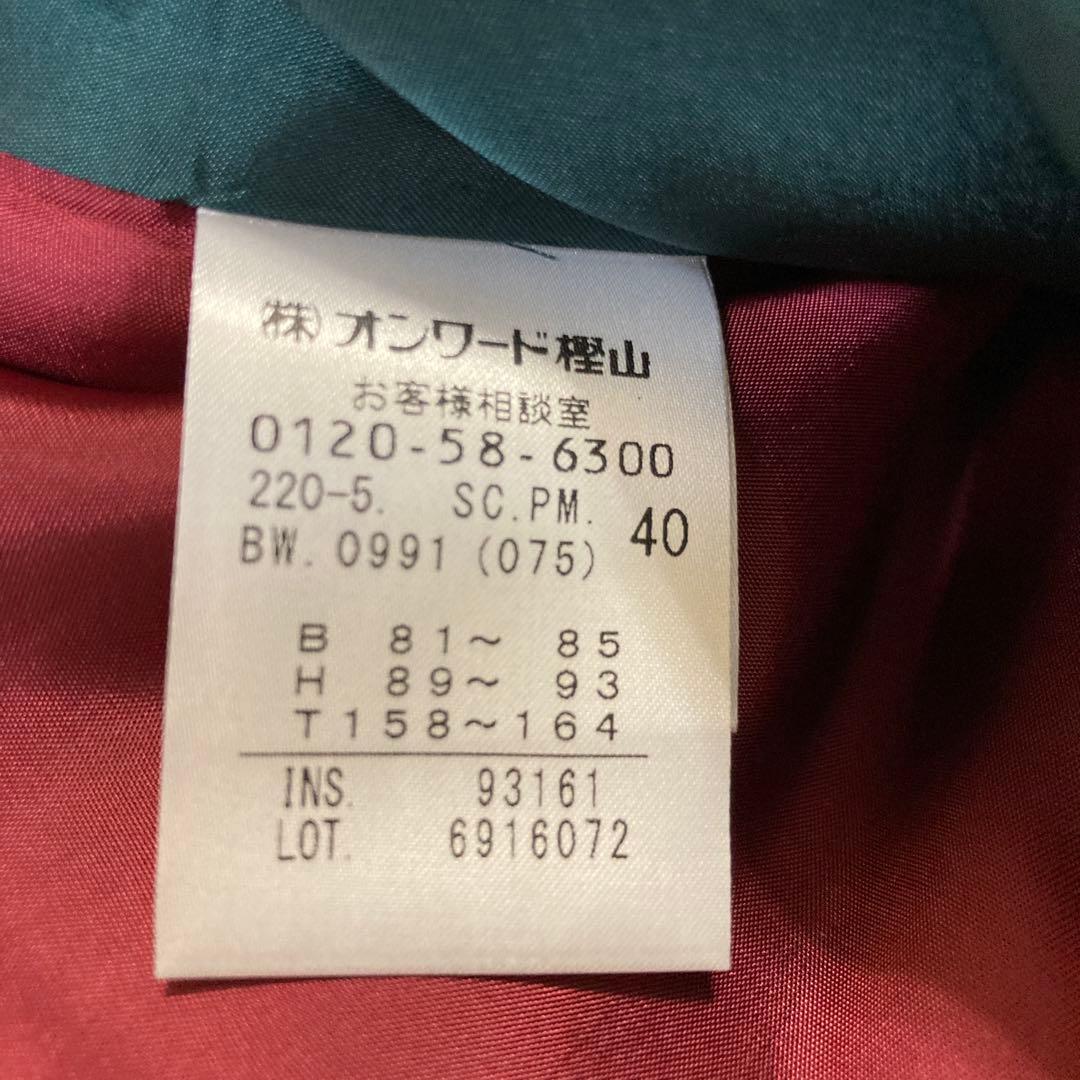 ㈱オンワード樫山
お客様相談室
0120-58-6300
220-5. SC.PM. 40
BW. 0991 (075)
B 81～ 85
H 89～ 93
T158～164
INS. 93161
LOT. 6916072